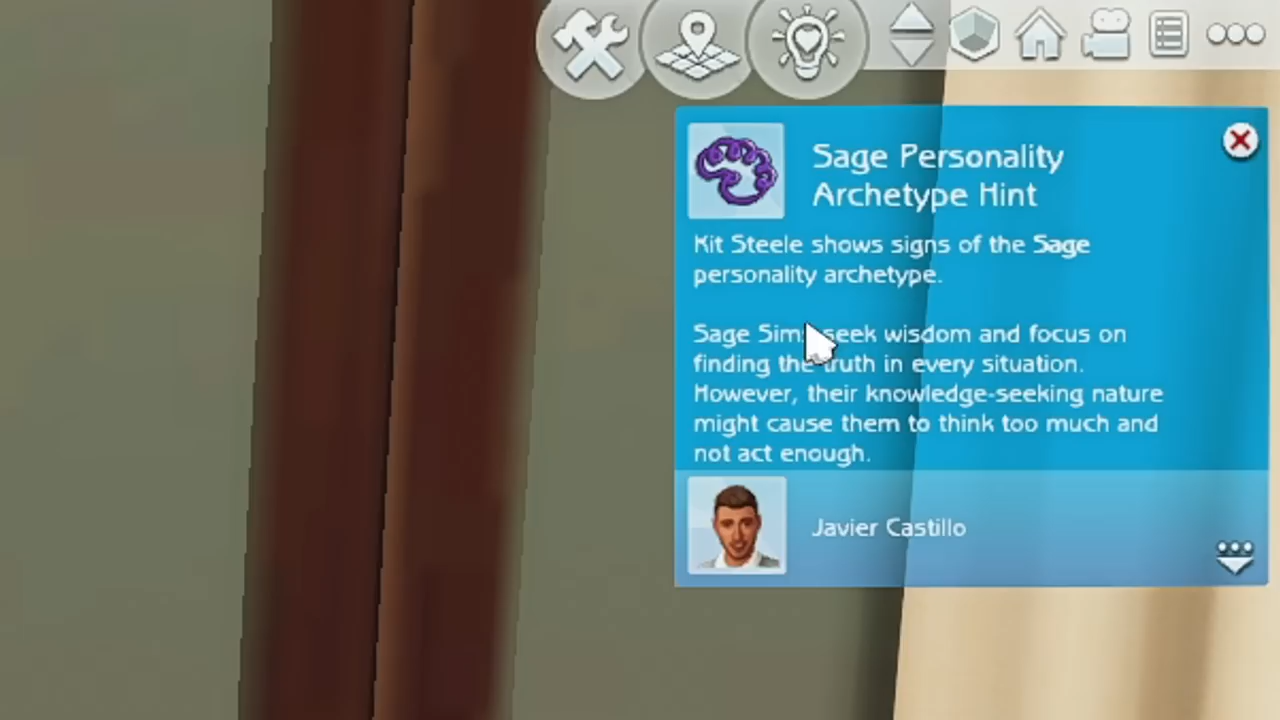 Sage Personality
Archetype Hint
Kit Steele shows signs of the Sage
personality archetype.
Sage Sims seek wisdom and focus on
finding the truth in every situation.
However, their knowledge-seeking nature
might cause them to think too much and
not act enough.
Javier Castillo